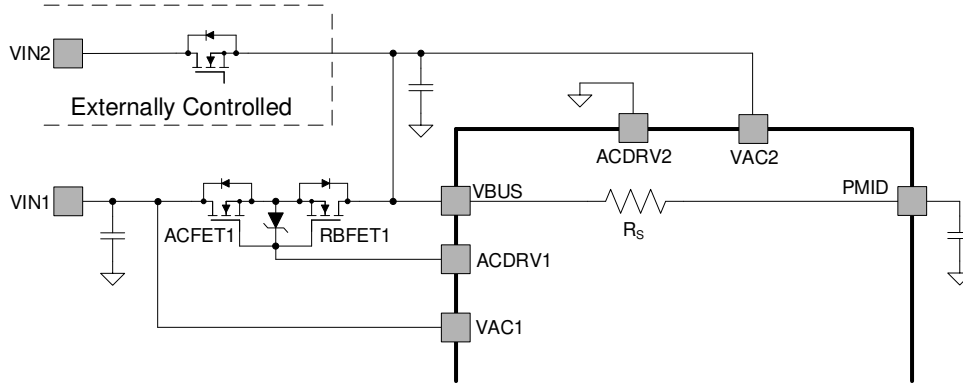 VIN2
Externally Controlled
ACDRV2
VAC2
VIN1
VBUS
PMID
ACFET1
RBFET1
RS
ACDRV1
VAC1